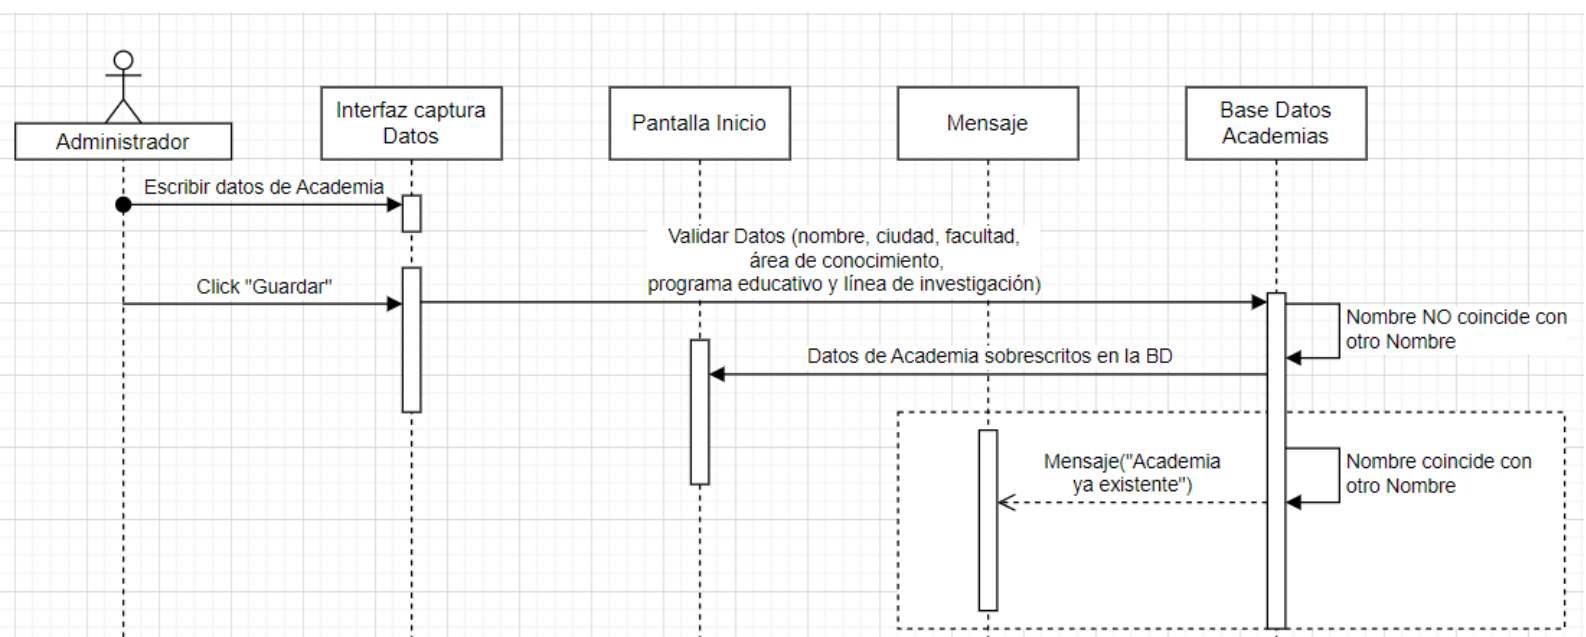 Administrador
Interfaz captura
Datos
Pantalla Inicio
Mensaje
Base Datos
Academias
Escribir datos de Academia
Validar Datos (nombre, ciudad, facultad,
área de conocimiento,
programa educativo y línea de investigación)
Click "Guardar"
Nombre NO coincide con
otro Nombre
Datos de Academia sobrescritos en la BD
Mensaje("Academia
ya existente")
Nombre coincide con
otro Nombre